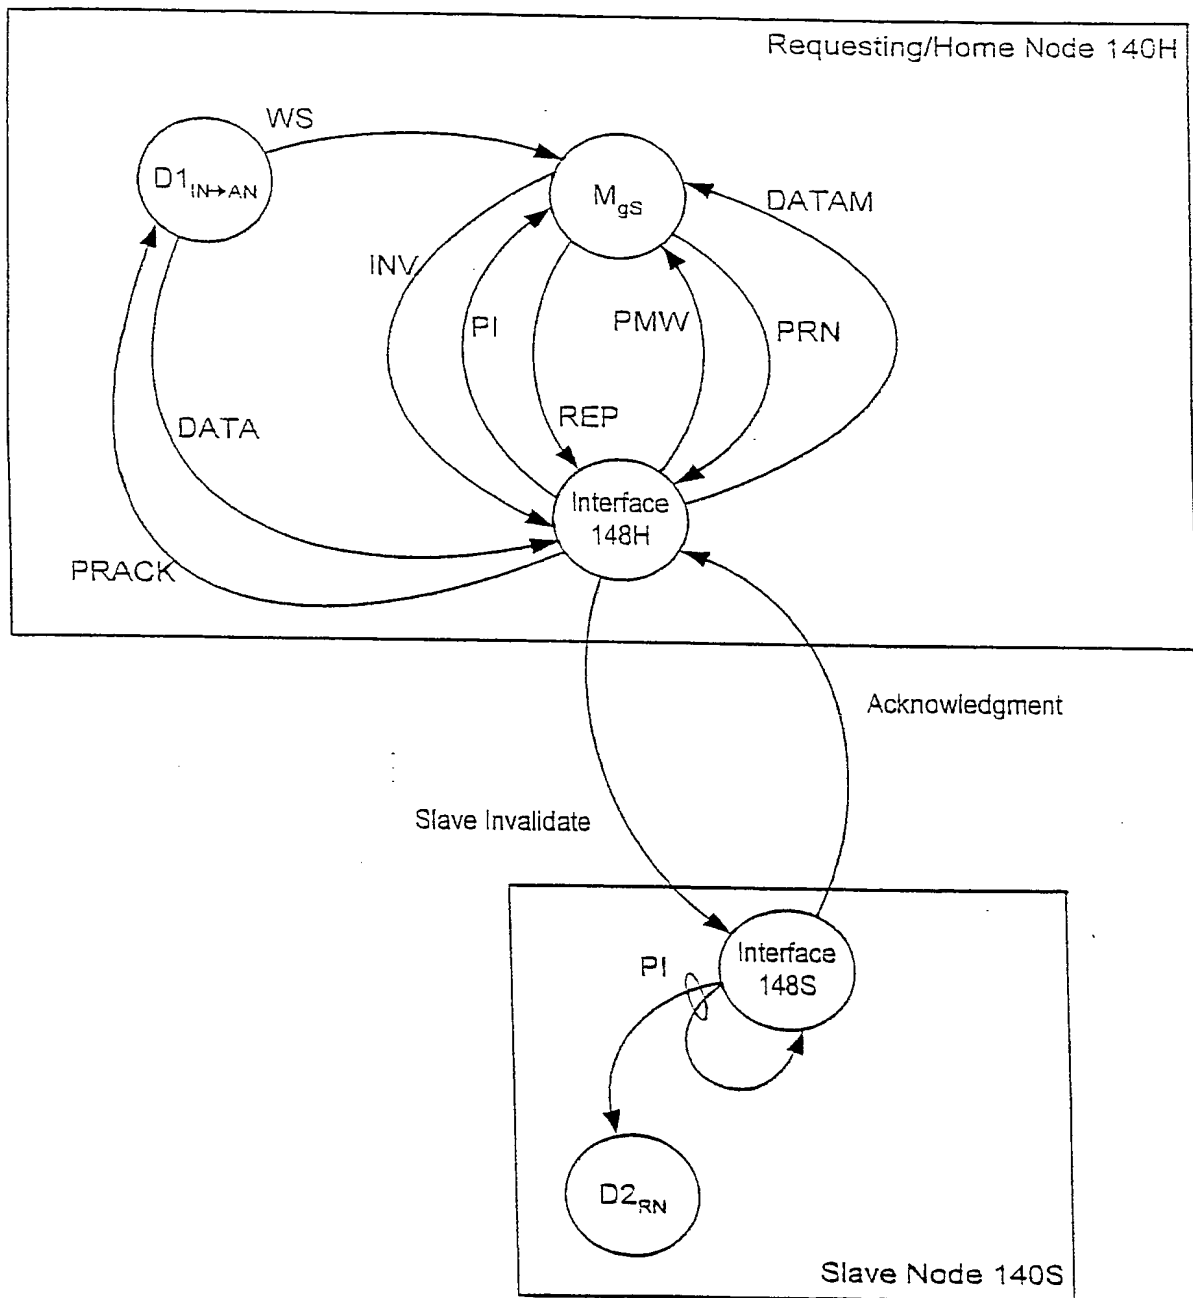 Requesting/Home Node 140H
WS
D1IN→AN
MgS
DATAM
INV
PI
PMW
PRN
REP
DATA
Interface
148H
PRACK
Acknowledgment
Slave Invalidate
Interface
148S
PI
D2RN
Slave Node 140S